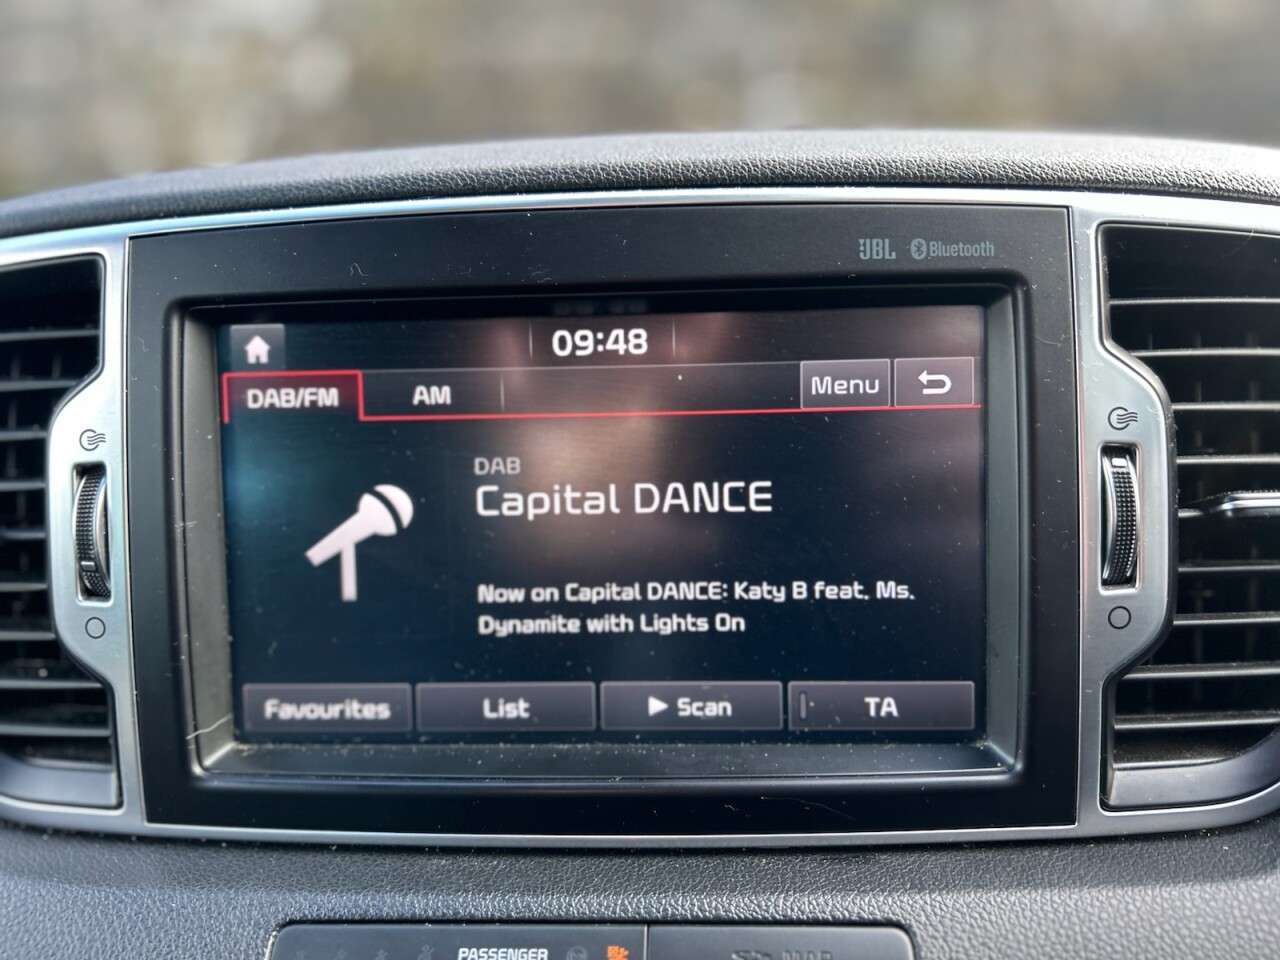 JBL Bluetooth
09:48
DAB/FM AM Menu
DAB
Capital DANCE
Now on Capital DANCE: Katy B feat. Ms.
Dynamite with Lights On
Favourites List Scan TA
PASSENGER